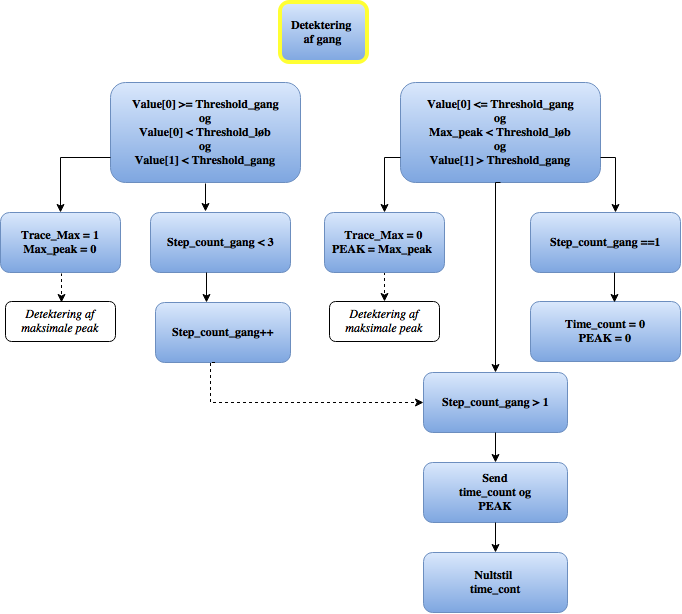 Detektering
af gang
Value[0] >= Threshold_gang
og
Value[0] < Threshold_løb
og
Value[1] < Threshold_gang
Value[0] <= Threshold_gang
og
Max_peak < Threshold_løb
og
Value[1] > Threshold_gang
Trace_Max = 1
Max_peak = 0
Step_count_gang < 3
Trace_Max = 0
PEAK = Max_peak
Step_count_gang ==1
Detektering af
maksimale peak
Step_count_gang++
Detektering af
maksimale peak
Time_count = 0
PEAK = 0
Step_count_gang > 1
Send
time_count og
PEAK
Nultstil
time_cont